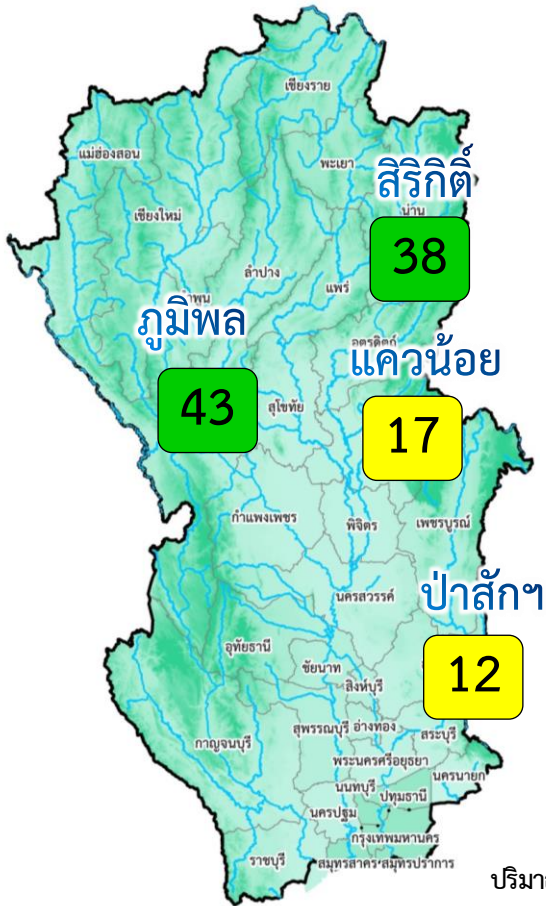 เชียงราย
แม่ฮ่องสอน
พะเยา
สิริกิติ์
น่าน
เชียงใหม่
38
ลำปาง
แพร่
ภูมิพล
อุตรดิตถ์
แควน้อย
43
สุโขทัย
17
กำแพงเพชร
พิจิตร
เพชรบูรณ์
นครสวรรค์
ป่าสักฯ
อุทัยธานี
ชัยนาท
12
สิงห์บุรี
สุพรรณบุรี อ่างทอง
สระบุรี
กาญจนบุรี
พระนครศรีอยุธยา
นครนายก
นนทบุรี
ปทุมธานี
นครปฐม
กรุงเทพมหานคร
ราชบุรี
สมุทรสาคร สมุทรปราการ